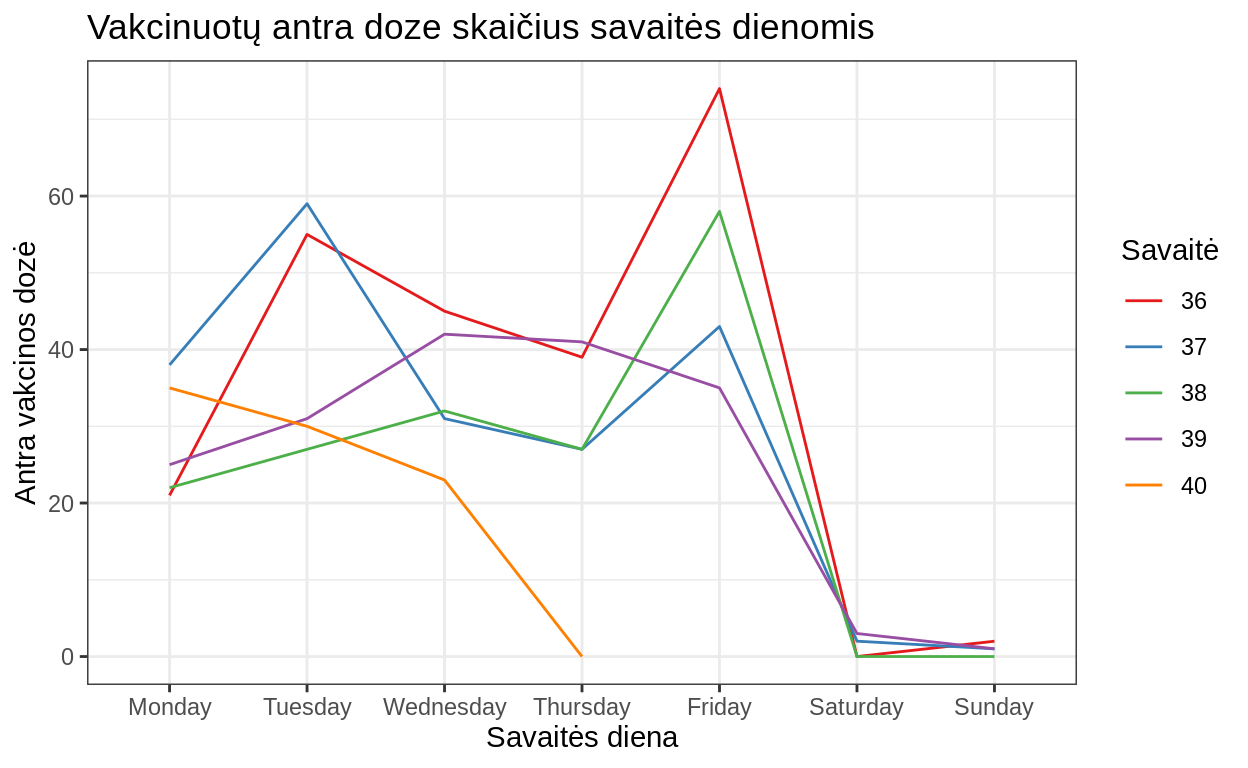 Vakcinuotų antra doze skaičius savaitės dienomis
Antra vakcinos dozė
60
40
20
0
Monday Tuesday Wednesday Thursday Friday Saturday Sunday
Savaitės diena
Savaitė
36
37
38
39
40